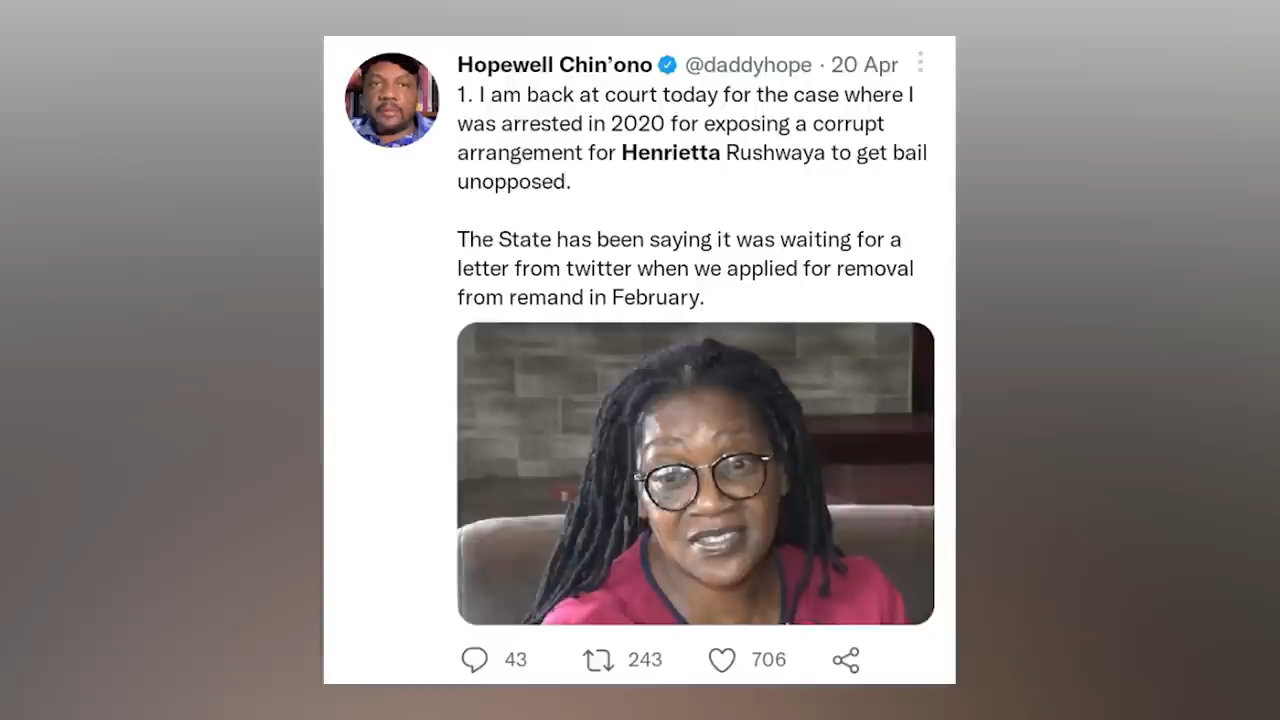 Hopewell Chin’ono @daddyhope · 20 Apr
1. I am back at court today for the case where I
was arrested in 2020 for exposing a corrupt
arrangement for Henrietta Rushwaya to get bail
unopposed.
The State has been saying it was waiting for a
letter from twitter when we applied for removal
from remand in February.
43 243 706